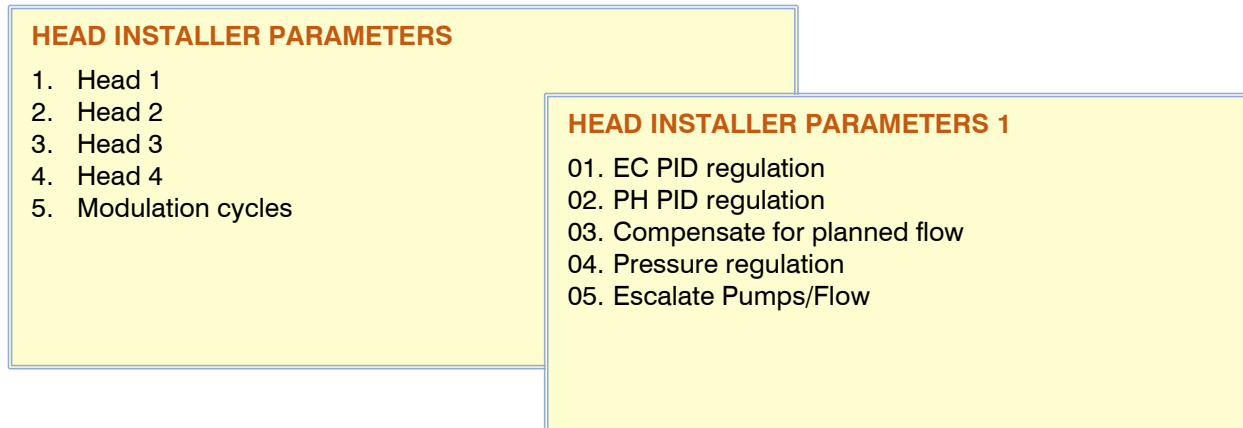 HEAD INSTALLER PARAMETERS
1. Head 1
2. Head 2
3. Head 3
4. Head 4
5. Modulation cycles
HEAD INSTALLER PARAMETERS 1
01. EC PID regulation
02. PH PID regulation
03. Compensate for planned flow
04. Pressure regulation
05. Escalate Pumps/Flow